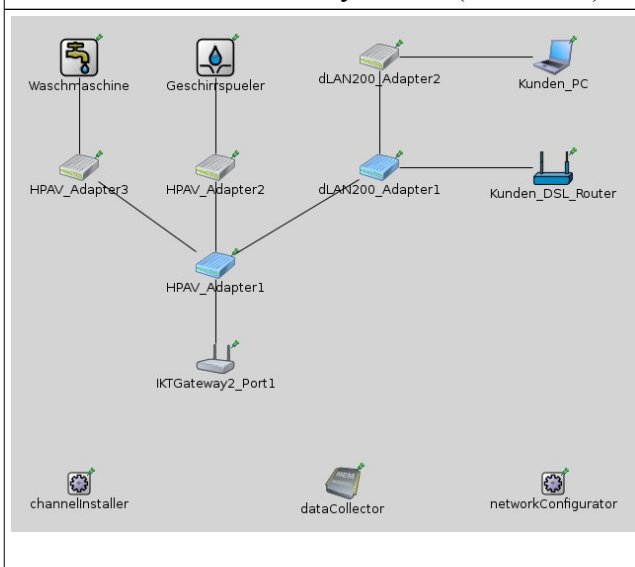 Waschmaschine
Geschirrspueler
dLAN200_Adapter2
Kunden_PC
HPAV_Adapter3
HPAV_Adapter2
dLAN200_Adapter1
Kunden_DSL_Router
HPAV_Adapter1
IKTGateway2_Port1
channelInstaller
dataCollector
networkConfigurator